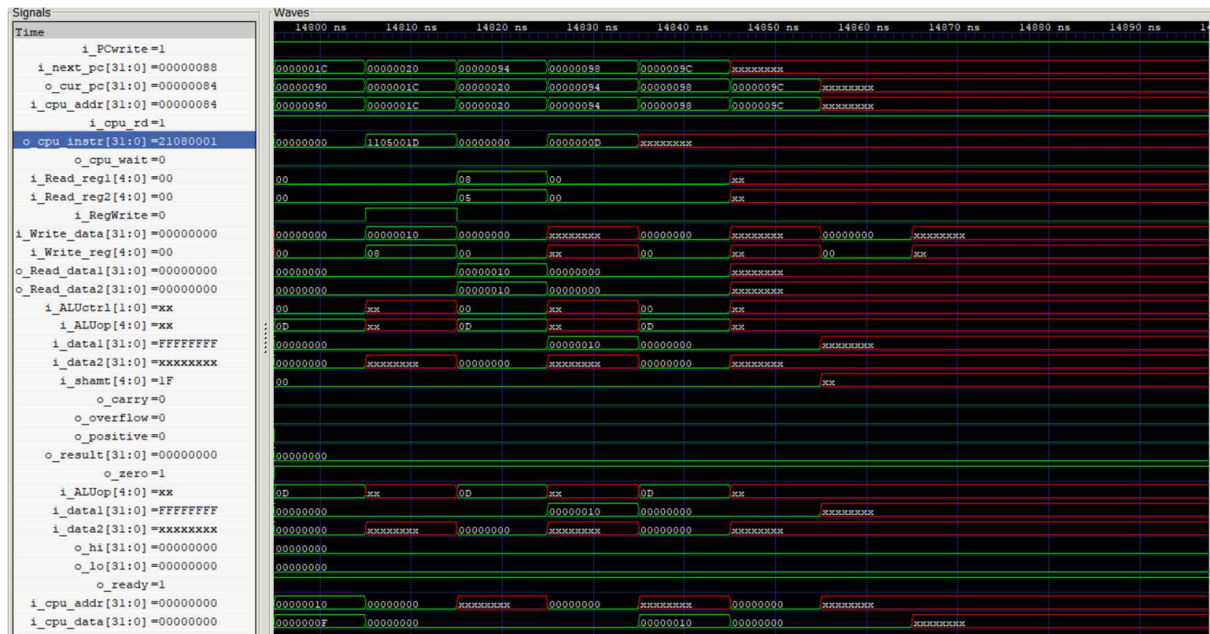 Signals
Waves
Time
14800 ns 14810 ns 14820 ns 14830 ns 14840 ns 14850 ns 14860 ns 14870 ns 14880 ns 14890 ns 1
i_PCwrite=1
i_next_pc[31:0]=00000088 0000001C 00000020 00000094 00000098 0000009C xxxxxxxx
o_cur_pc[31:0]=00000084 00000090 0000001C 00000020 00000094 00000098 0000009C xxxxxxxx
i_cpu_addr[31:0]=00000084 00000090 0000001C 00000020 00000094 00000098 0000009C xxxxxxxx
i_cpu_rd=1
o_cpu_instr[31:0]=21080001 00000000 1105001D 00000000 0000000D xxxxxxxx
o_cpu_wait=0
i_Read_reg1[4:0]=00 00 08 00 xx
i_Read_reg2[4:0]=00 00 05 00 xx
i_RegWrite=0
i_Write_data[31:0]=00000000 00000000 00000010 00000000 xxxxxxxx 00000000 xxxxxxxx 00000000 xxxxxxxx
i_Write_reg[4:0]=00 00 08 00 xx 00 xx 00 xx
o_Read_data1[31:0]=00000000 00000000 00000010 00000000 xxxxxxxx
o_Read_data2[31:0]=00000000 00000000 00000010 00000000 xxxxxxxx
i_ALUctrl[1:0]=xx 00 xx 00 xx 00 xx
i_ALUop[4:0]=xx 0D xx 0D xx 0D xx
i_data1[31:0]=FFFFFFFF 00000000 00000010 00000000 xxxxxxxx
i_data2[31:0]=xxxxxxxx 00000000 xxxxxxxx 00000000 xxxxxxxx 00000000 xxxxxxxx
i_shamt[4:0]=1F 00 xx
o_carry=0
o_overflow=0
o_positive=0
o_result[31:0]=00000000 00000000
o_zero=1
i_ALUop[4:0]=xx 0D xx 0D xx 0D xx
i_data1[31:0]=FFFFFFFF 00000000 00000010 00000000 xxxxxxxx
i_data2[31:0]=xxxxxxxx 00000000 xxxxxxxx 00000000 xxxxxxxx 00000000 xxxxxxxx
o_hi[31:0]=00000000 00000000
o_lo[31:0]=00000000 00000000
o_ready=1
i_cpu_addr[31:0]=00000000 00000010 00000000 xxxxxxxx 00000000 xxxxxxxx 00000000 xxxxxxxx
i_cpu_data[31:0]=00000000 0000000F 00000000 00000010 00000000 xxxxxxxx